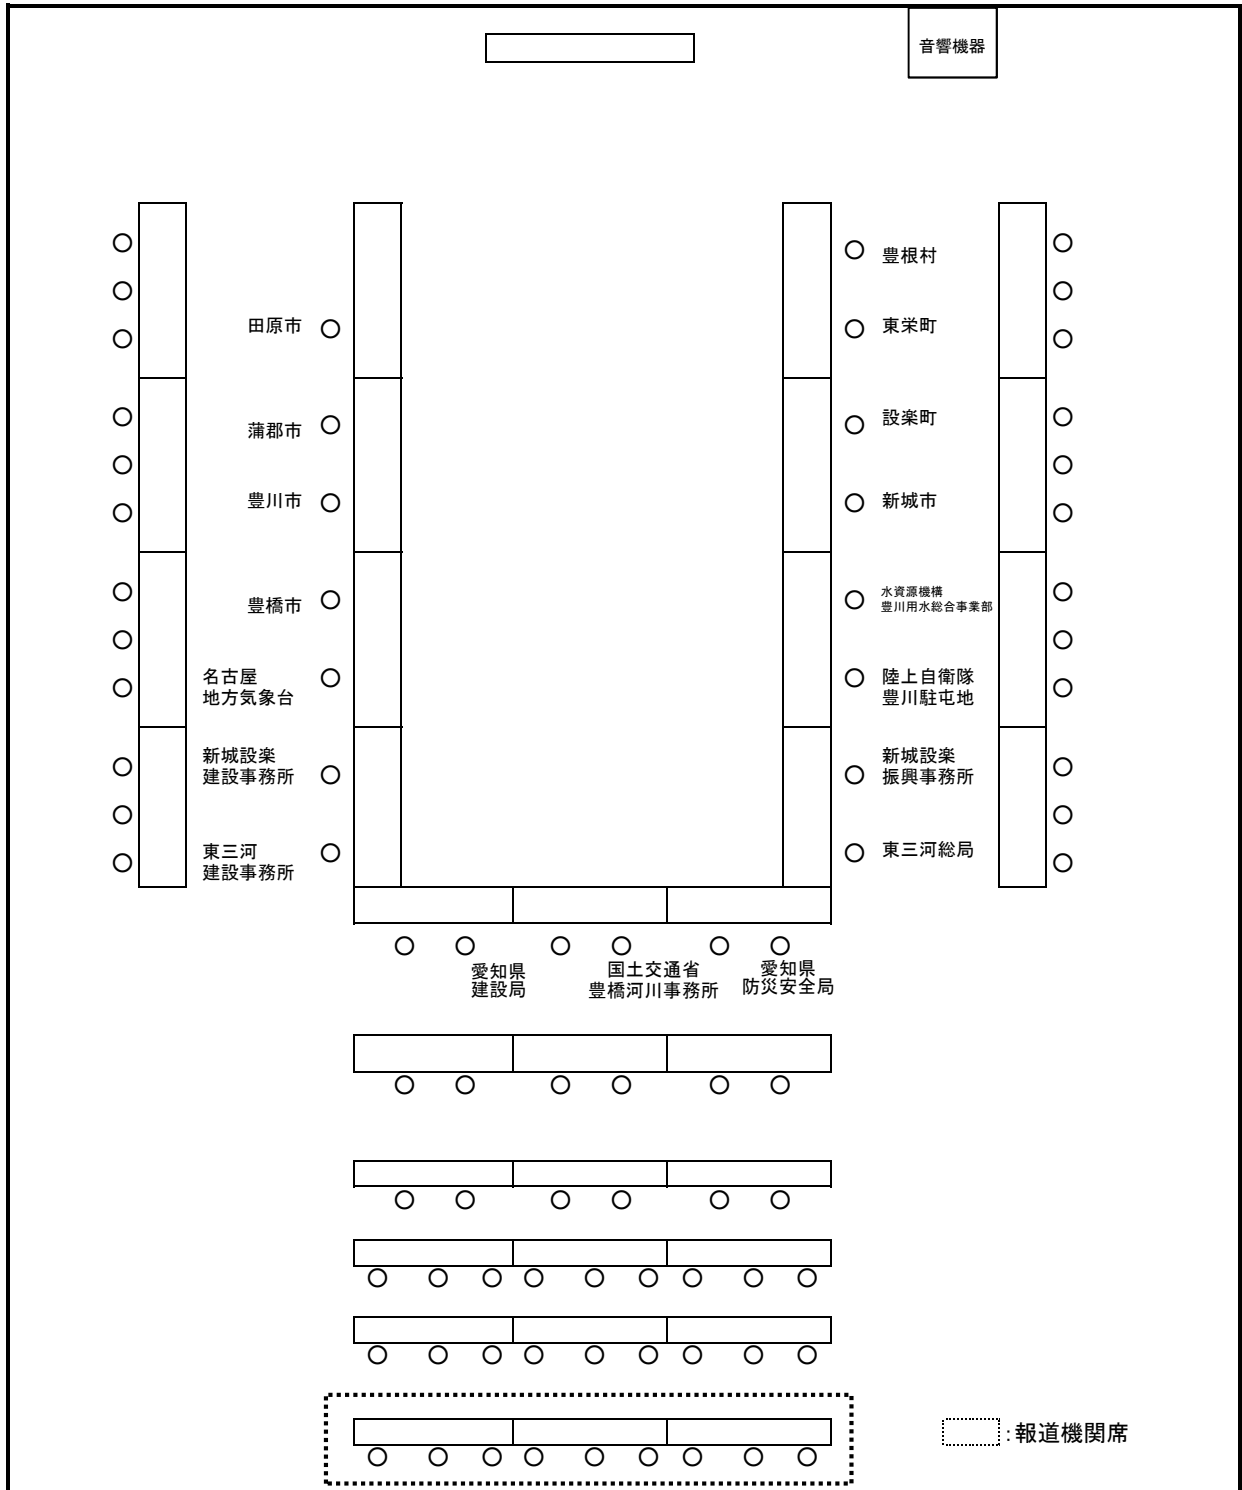 音響機器
田原市
蒲郡市
豊川市
豊橋市
名古屋
地方気象台
新城設楽
建設事務所
東三河
建設事務所
豊根村
東栄町
設楽町
新城市
水資源機構
豊川用水総合事業部
陸上自衛隊
豊川駐屯地
新城設楽
振興事務所
東三河総局
愛知県
建設局
国土交通省
豊橋河川事務所
愛知県
防災安全局
:報道機関席